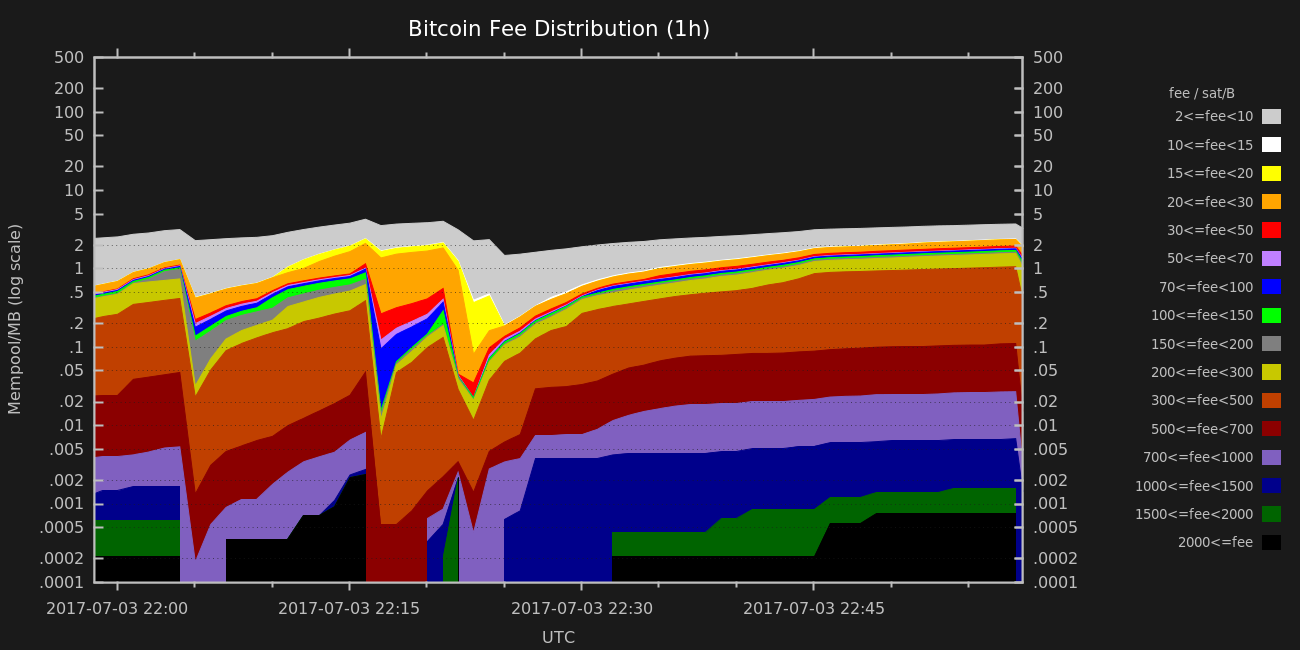 Bitcoin Fee Distribution (1h)
Mempool/MB (log scale)
500
200
100
50
20
10
5
2
1
.5
.2
.1
.05
.02
.01
.005
.002
.001
.0005
.0002
.0001
500
200
100
50
20
10
5
2
1
.5
.2
.1
.05
.02
.01
.005
.002
.001
.0005
.0002
.0001
2017-07-03 22:00
2017-07-03 22:15
2017-07-03 22:30
2017-07-03 22:45
UTC
fee / sat/B
2<=fee<10
10<=fee<15
15<=fee<20
20<=fee<30
30<=fee<50
50<=fee<70
70<=fee<100
100<=fee<150
150<=fee<200
200<=fee<300
300<=fee<500
500<=fee<700
700<=fee<1000
1000<=fee<1500
1500<=fee<2000
2000<=fee